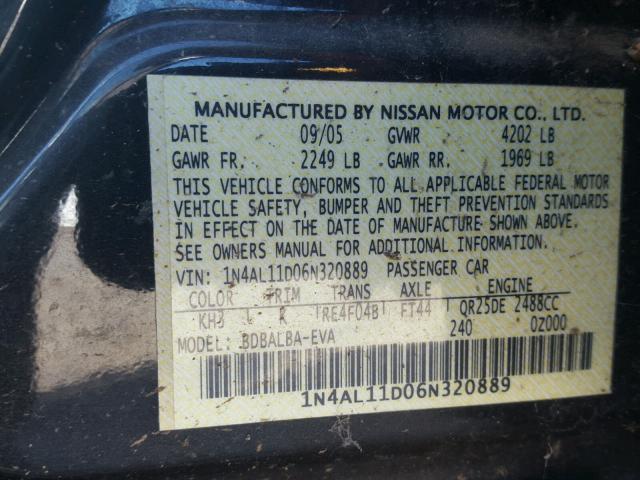 MANUFACTURED BY NISSAN MOTOR CO., LTD.
DATE 09/05 GVWR 4202 LB
GAWR FR. 2249 LB GAWR RR. 1969 LB
THIS VEHICLE CONFORMS TO ALL APPLICABLE FEDERAL MOTOR
VEHICLE SAFETY, BUMPER AND THEFT PREVENTION STANDARDS
IN EFFECT ON THE DATE OF MANUFACTURE SHOWN ABOVE.
SEE OWNERS MANUAL FOR ADDITIONAL INFORMATION.
VIN: 1N4AL11D06N320889 PASSENGER CAR
COLOR TRIM TRANS AXLE ENGINE
KH3 K RE4F04B FT44 QR25DE 2488CC
MODEL: BDBALBA-EVA 240 0Z000
1N4AL11D06N320889